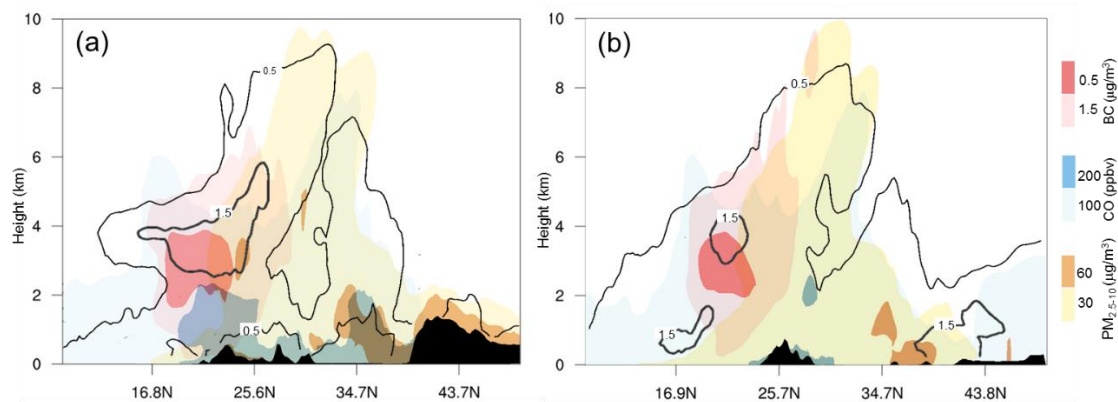 (a)
10
8
6
4
2
0
Height (km)
0.5
1.5
0.5
16.8N 25.6N 34.7N 43.7N
(b)
10
8
6
4
2
0
Height (km)
0.5
1.5
1.5
1.5
16.9N 25.7N 34.7N 43.8N
0.5
1.5
BC (µg/m³)
200
100
CO (ppbv)
60
30
PM2.5-10 (µg/m³)